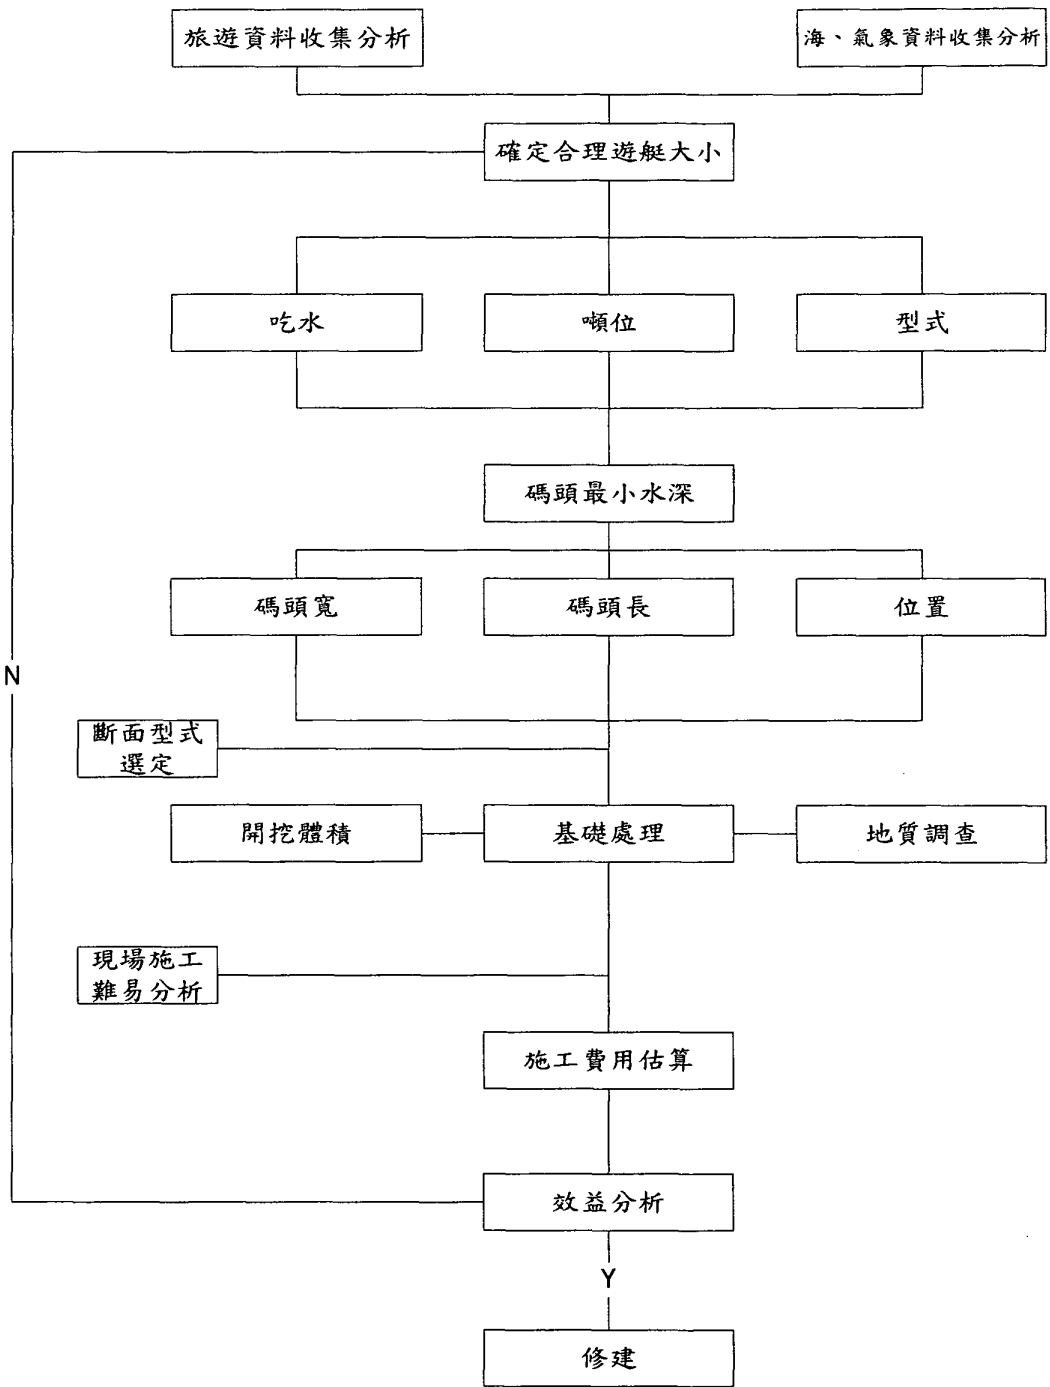 旅遊資料收集分析
海、氣象資料收集分析
確定合理遊艇大小
吃水
噸位
型式
碼頭最小水深
碼頭寬
碼頭長
位置
N
斷面型式
選定
開挖體積
基礎處理
地質調查
現場施工
難易分析
施工費用估算
效益分析
Y
修建